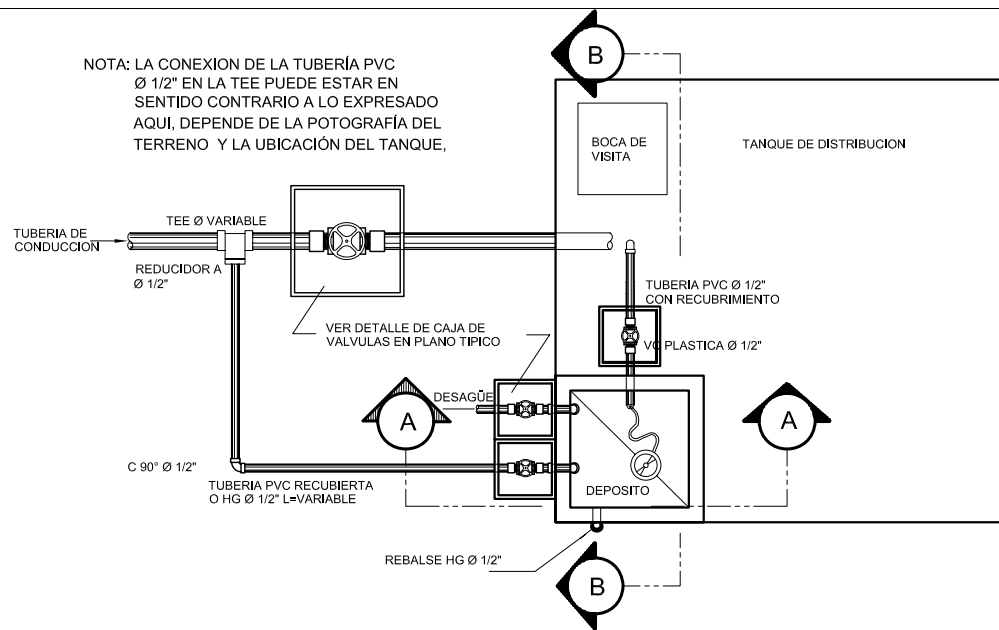 B
NOTA: LA CONEXION DE LA TUBERÍA PVC
Ø 1/2" EN LA TEE PUEDE ESTAR EN
SENTIDO CONTRARIO A LO EXPRESADO
AQUI, DEPENDE DE LA POTOGRAFÍA DEL
TERRENO Y LA UBICACIÓN DEL TANQUE,
BOCA DE
VISITA
TANQUE DE DISTRIBUCION
TEE Ø VARIABLE
TUBERIA DE
CONDUCCION
REDUCIDOR A
Ø 1/2"
TUBERIA PVC Ø 1/2"
CON RECUBRIMIENTO
VER DETALLE DE CAJA DE
VALVULAS EN PLANO TIPICO
VC PLASTICA Ø 1/2"
DESAGÜE
A
A
C 90° Ø 1/2"
TUBERIA PVC RECUBIERTA
O HG Ø 1/2" L=VARIABLE
DEPOSITO
REBALSE HG Ø 1/2"
B